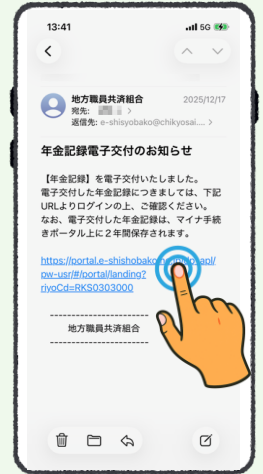 13:41
5G
地方職員共済組合 2025/12/17
宛先:
返信先: e-shisyobako@chikyosai....
年金記録電子交付のお知らせ
【年金記録】を電子交付いたしました。
電子交付した年金記録につきましては、下記
URLよりログインの上、ご確認ください。
なお、電子交付した年金記録は、マイナ手続
きポータル上に2年間保存されます。
https://portal.e-shishobako.
pw-usr/#/portal/landing?
riyoCd=RKS0303000
-----------------------
地方職員共済組合
-----------------------